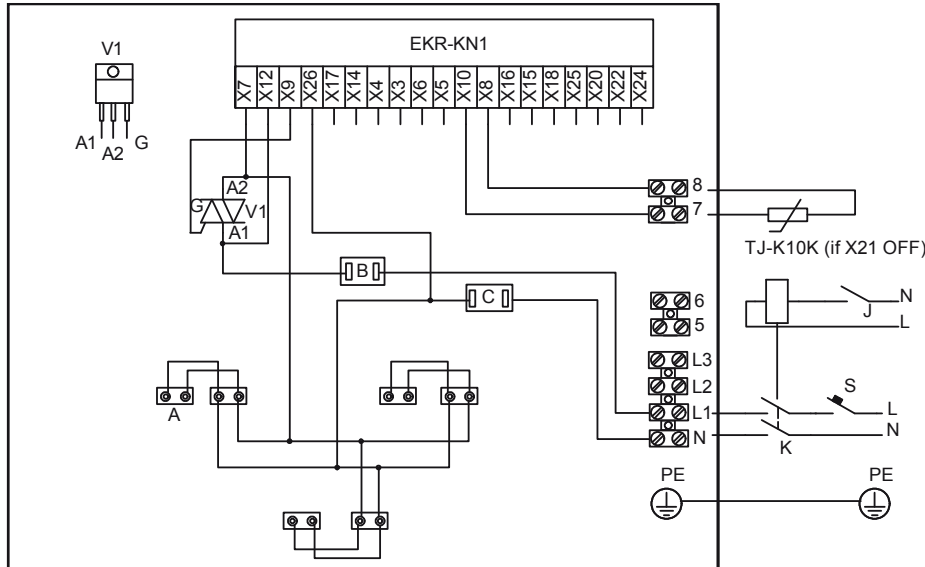 EKR-KN1
V1
X7 X12 X9 X26 X17 X14 X4 X3 X6 X5 X10 X8 X16 X15 X18 X25 X20 X22 X24
A1 A2 G
A2
G V1
A1
8
7
TJ-K10K (if X21 OFF)
B
C
6
5
J N
L
L3
L2
A
L1
S L
N
K N
PE PE